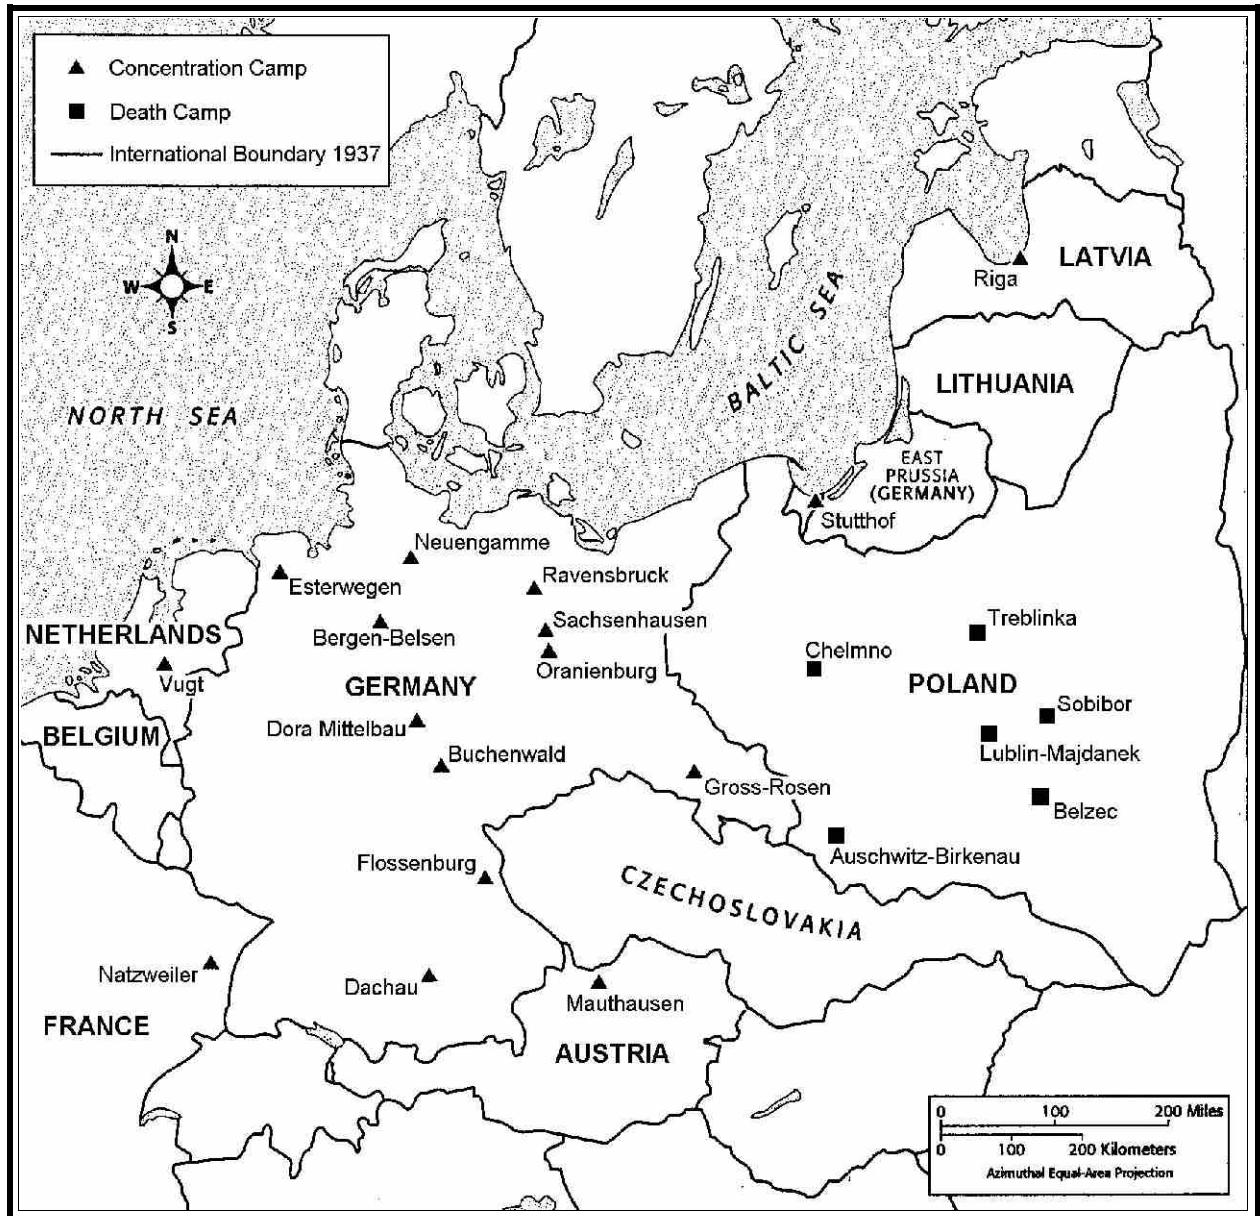 Concentration Camp
Death Camp
International Boundary 1937
N
W E
S
NORTH SEA
BALTIC SEA
Riga
LATVIA
LITHUANIA
EAST
PRUSSIA
(GERMANY)
Stutthof
Neuengamme
Esterwegen
Ravensbruck
Bergen-Belsen
Sachsenhausen
Oranienburg
NETHERLANDS
Vugt
GERMANY
Treblinka
Chelmno
POLAND
Sobibor
Lublin-Majdanek
Belzec
BELGIUM
Dora Mittelbau
Buchenwald
Gross-Rosen
Auschwitz-Birkenau
Flossenburg
CZECHOSLOVAKIA
Natzweiler
Dachau
Mauthausen
FRANCE
AUSTRIA
0 100 200 Miles
0 100 200 Kilometers
Azimuthal Equal-Area Projection